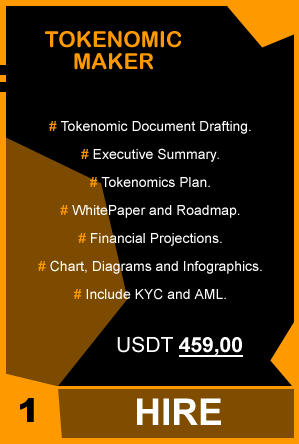 TOKENOMIC
MAKER
# Tokenomic Document Drafting.
# Executive Summary.
# Tokenomics Plan.
# WhitePaper and Roadmap.
# Financial Projections.
# Chart, Diagrams and Infographics.
# Include KYC and AML.
USDT 459,00
1 HIRE